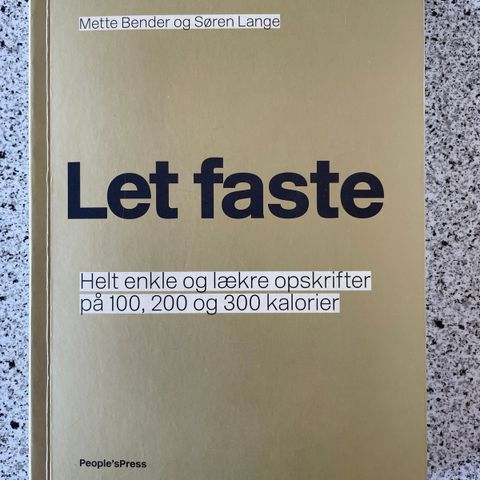 Mette Bender og Søren Lange
Let faste
Helt enkle og lækre opskrifter
på 100, 200 og 300 kalorier
People'sPress